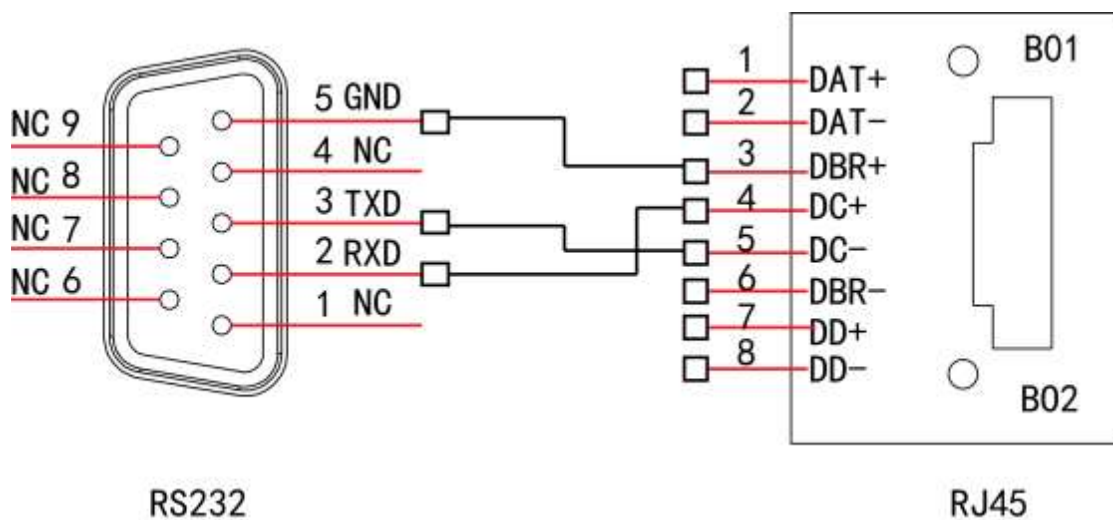 NC 9
NC 8
NC 7
NC 6
5 GND
4 NC
3 TXD
2 RXD
1 NC
1 DAT+
2 DAT-
3 DBR+
4 DC+
5 DC-
6 DBR-
7 DD+
8 DD-
B01
B02
RS232
RJ45